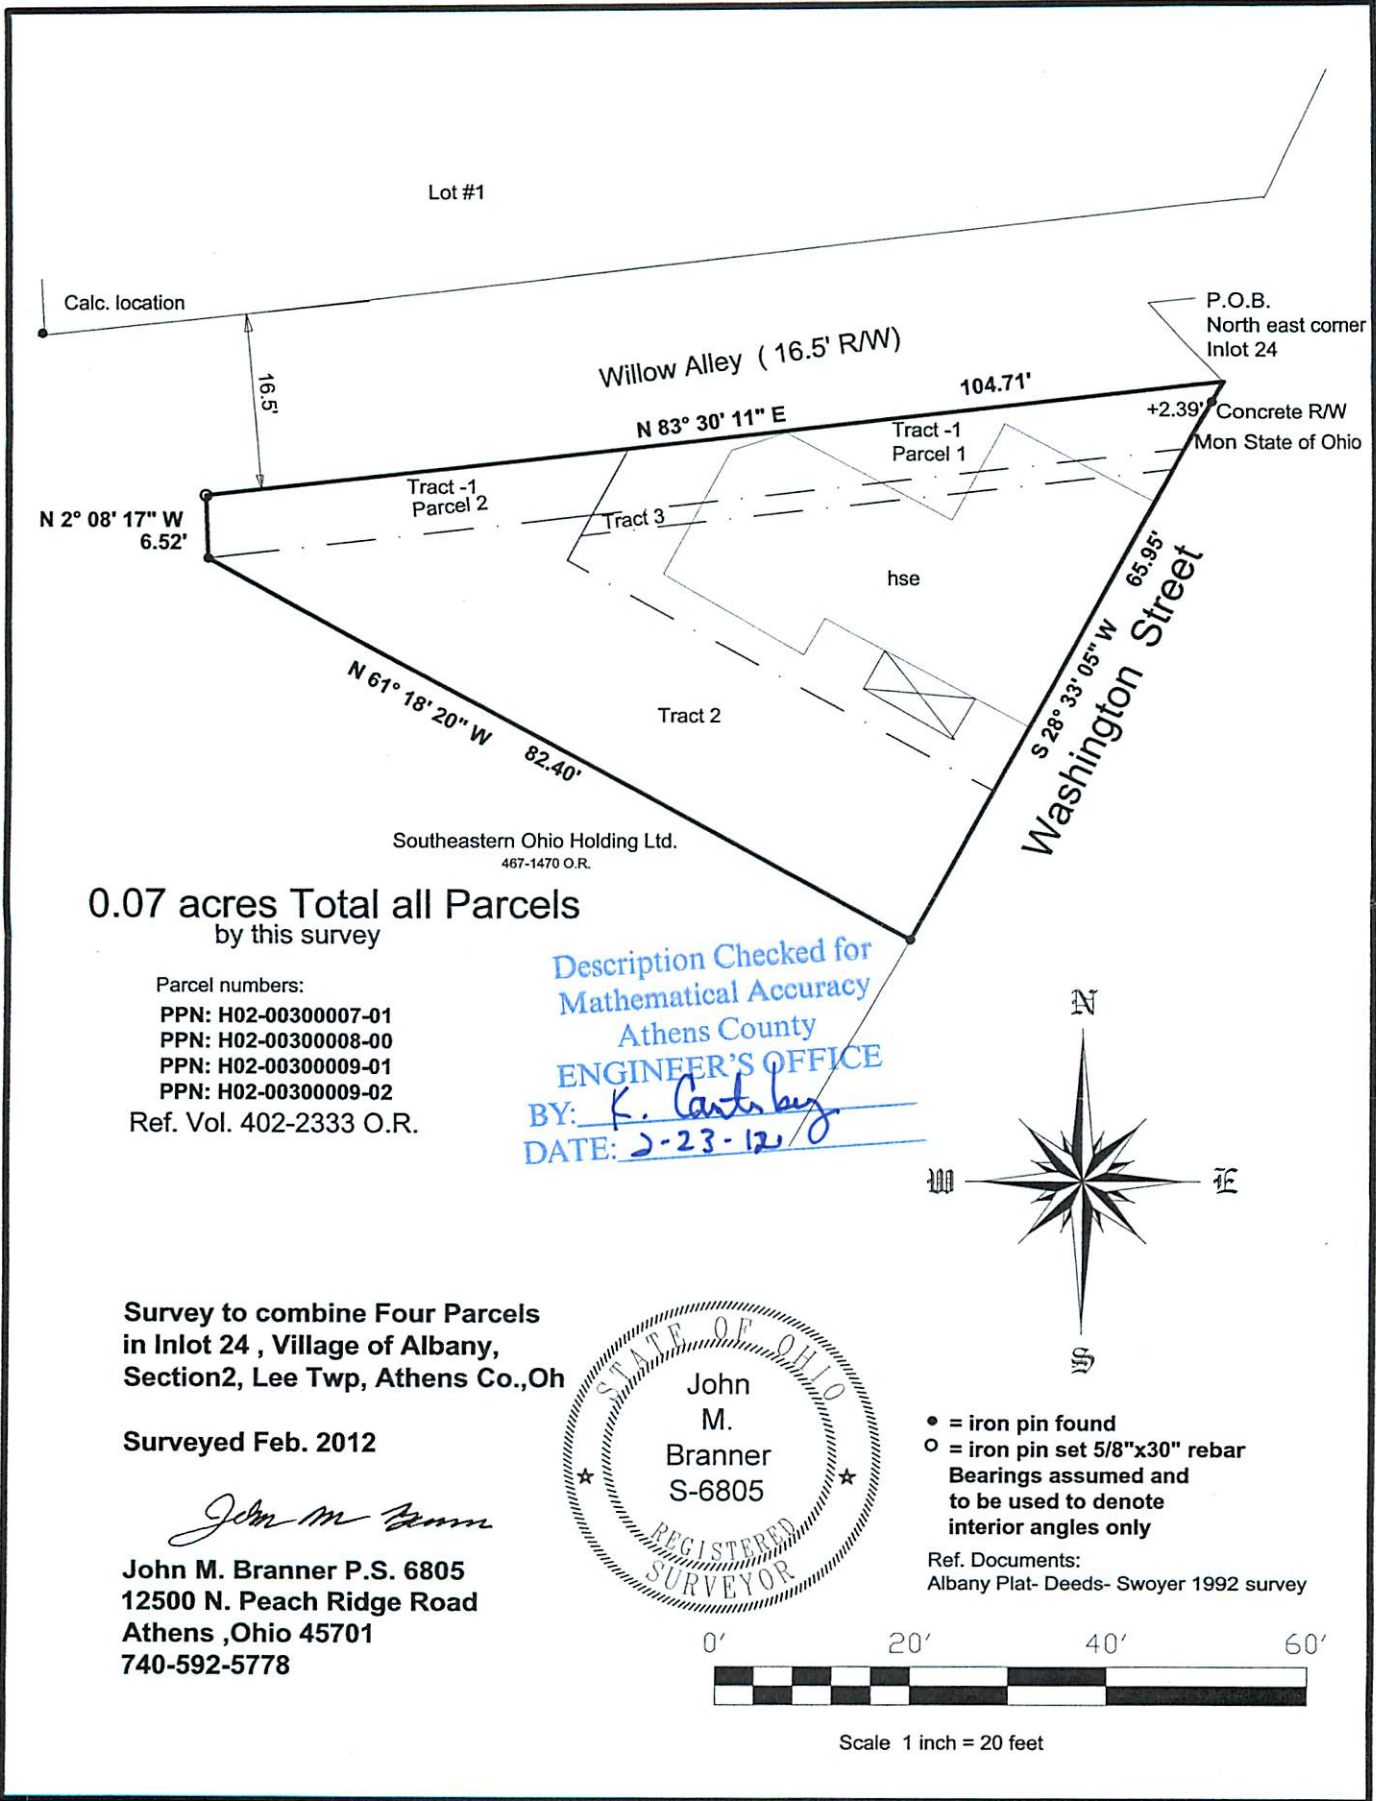 Lot #1
Calc. location
16.5'
Willow Alley ( 16.5' R/W)
P.O.B.
North east corner
Inlot 24
N 83° 30' 11" E
104.71'
+2.39'
Concrete R/W
Mon State of Ohio
Tract -1
Parcel 1
Tract -1
Parcel 2
Tract 3
N 2° 08' 17" W
6.52'
hse
S 28° 33' 05" W 65.95'
Washington Street
N 61° 18' 20" W 82.40'
Tract 2
Southeastern Ohio Holding Ltd.
467-1470 O.R.
0.07 acres Total all Parcels
by this survey
Parcel numbers:
PPN: H02-00300007-01
PPN: H02-00300008-00
PPN: H02-00300009-01
PPN: H02-00300009-02
Ref. Vol. 402-2333 O.R.
Description Checked for
Mathematical Accuracy
Athens County
ENGINEER'S OFFICE
BY: K.
DATE: 2-23-12
N
W
E
S
Survey to combine Four Parcels
in Inlot 24 , Village of Albany,
Section2, Lee Twp, Athens Co.,Oh
Surveyed Feb. 2012
John M
John M. Branner P.S. 6805
12500 N. Peach Ridge Road
Athens ,Ohio 45701
740-592-5778
STATE OF OHIO
John
M.
Branner
S-6805
REGISTERED
SURVEYOR
= iron pin found
= iron pin set 5/8"x30" rebar
Bearings assumed and
to be used to denote
interior angles only
Ref. Documents:
Albany Plat- Deeds- Swoyer 1992 survey
0' 20' 40' 60'
Scale 1 inch = 20 feet